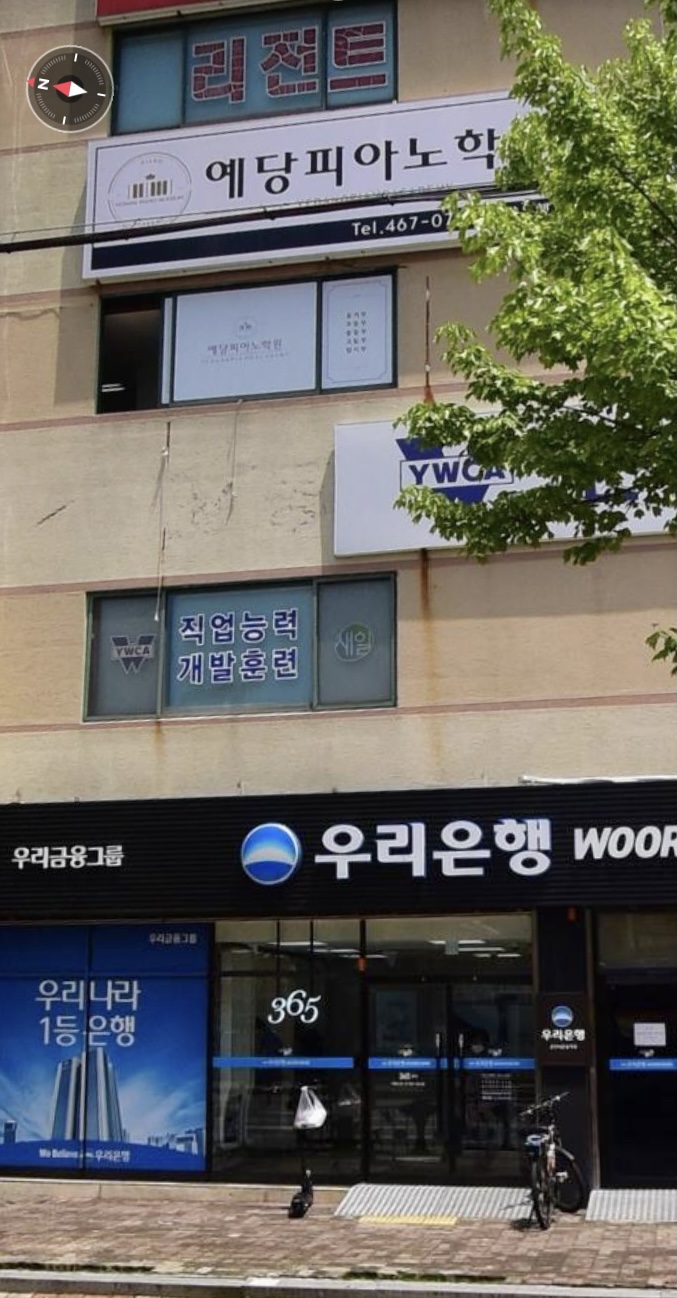 N
리젼트
예당피아노학
Tel.467-07
예당피아노학원
YWCA
YWCA
직업능력
개발훈련
새일
우리금융그룹
우리은행 WOOR
우리금융그룹
우리나라
1등 은행
We Believe 우리은행
365
우리은행